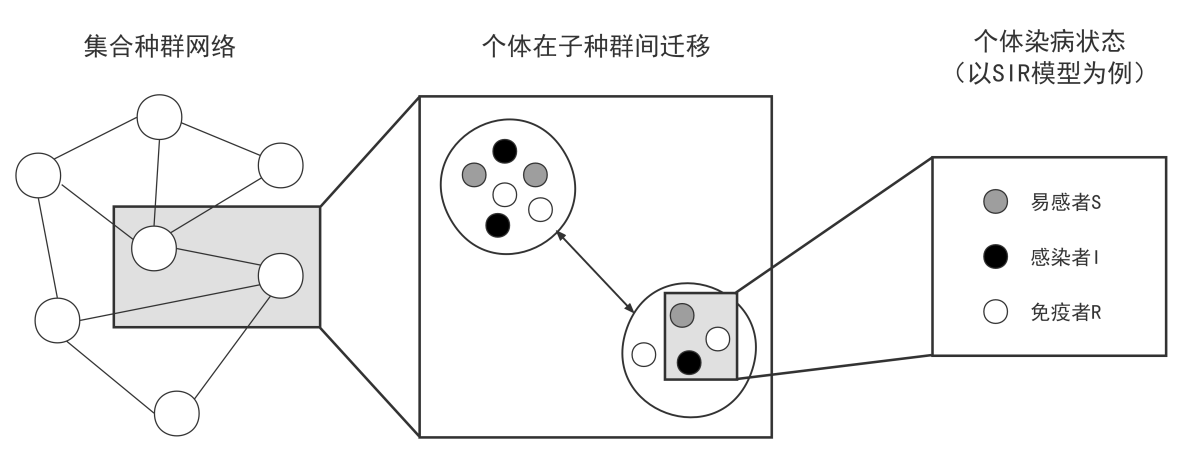 集合种群网络
个体在子种群间迁移
个体染病状态
（以SIR模型为例）
易感者S
感染者I
免疫者R